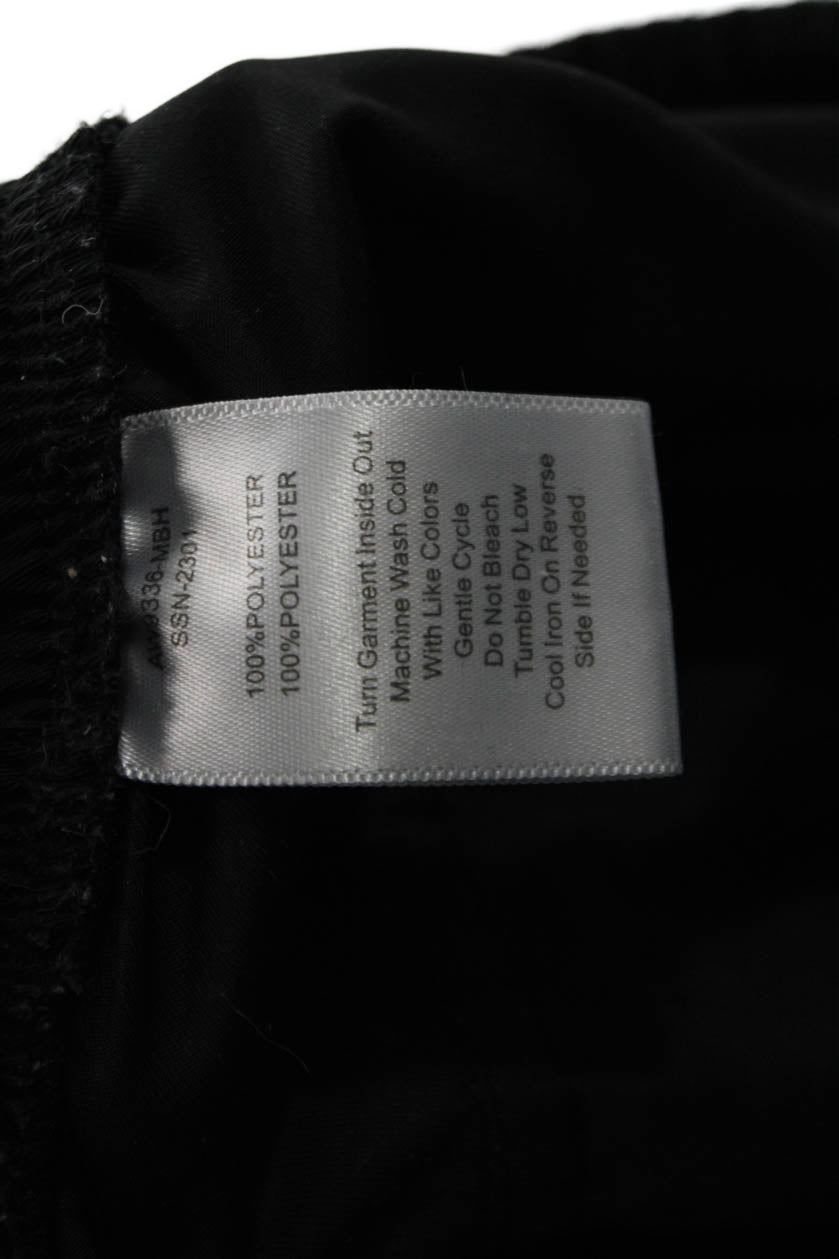 SSN-2301
100%POLYESTER
100%POLYESTER
Turn Garment Inside Out
Machine Wash Cold
With Like Colors
Gentle Cycle
Do Not Bleach
Tumble Dry Low
Cool Iron On Reverse
Side If Needed